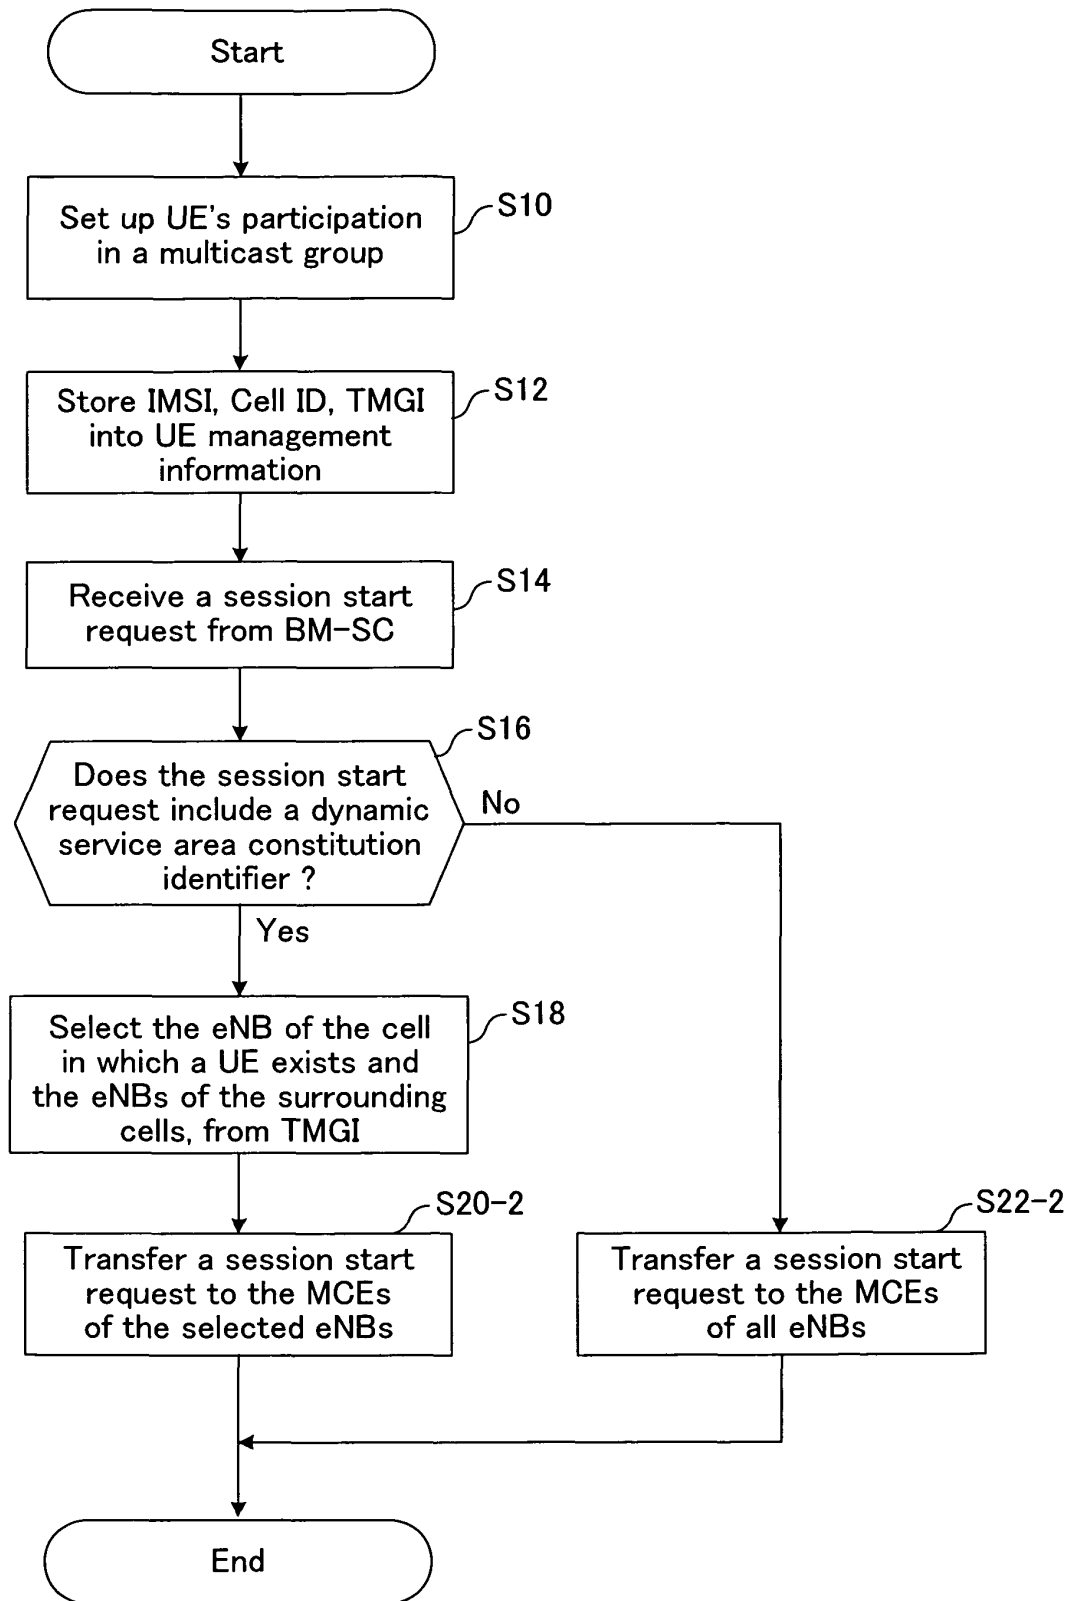 Start
Set up UE's participation
in a multicast group
S10
Store IMSI, Cell ID, TMGI
into UE management
information
S12
Receive a session start
request from BM-SC
S14
Does the session start
request include a dynamic
service area constitution
identifier ?
S16
No
Yes
Select the eNB of the cell
in which a UE exists and
the eNBs of the surrounding
cells, from TMGI
S18
Transfer a session start
request to the MCEs
of the selected eNBs
S20-2
Transfer a session start
request to the MCEs
of all eNBs
S22-2
End